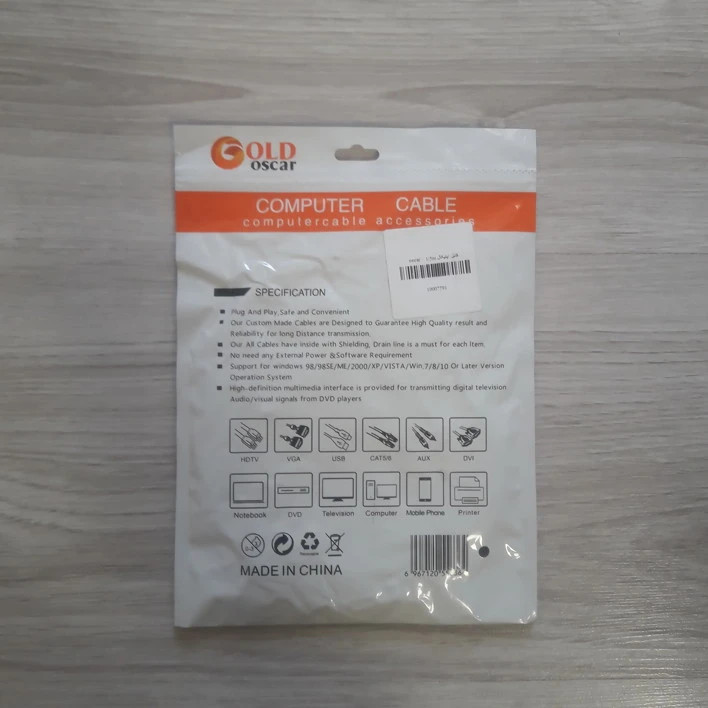 GOLD
oscar
COMPUTER CABLE
computercable accessories
SPECIFICATION
Plug And Play,Safe and Convenient
Our Custom Made Cables are Designed to Guarantee High Quality result and
Reliability for long Distance transmission.
Our All Cables have inside with Shielding, Drain line is a must for each ltem.
No need any External Power &Software Requirement
Support for windows 98/98SE/ME/2000/XP/VISTA/Win,7/8/10 Or Later Version
Operation System
High-definition multimedia interface is provided for transmitting digital television
Audio/visual signals from DVD players
HDTV VGA USB CAT5/6 AUX DVI
Notebook DVD Television Computer Mobile Phone Printer
MADE IN CHINA
6 967120